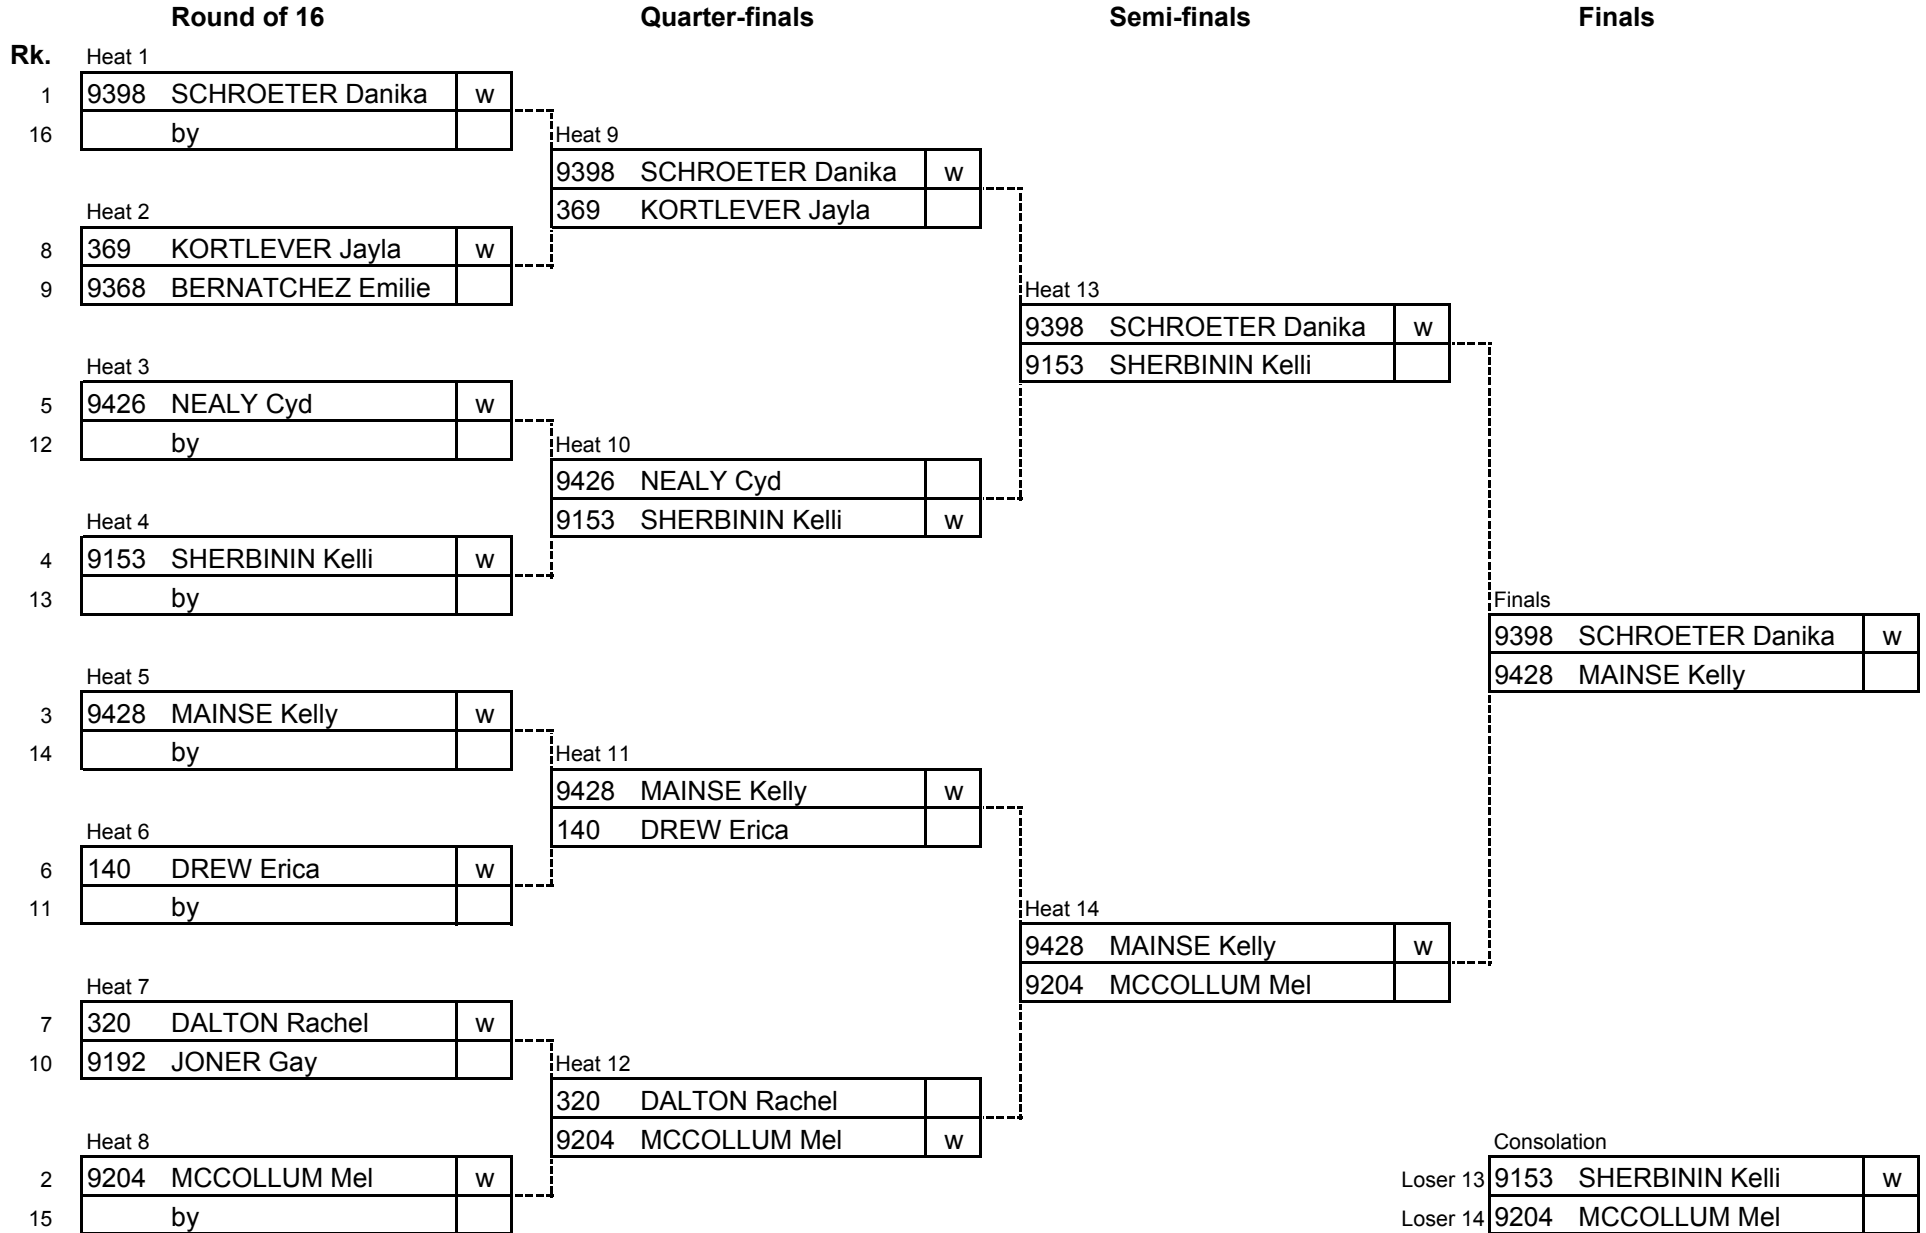 Round of 16 Quarter-finals Semi-finals Finals
Rk. Heat 1
1 9398 SCHROETER Danika w
16 by
Heat 2
8 369 KORTLEVER Jayla w
9 9368 BERNATCHEZ Emilie
Heat 3
5 9426 NEALY Cyd w
12 by
Heat 4
4 9153 SHERBININ Kelli w
13 by
Heat 5
3 9428 MAINSE Kelly w
14 by
Heat 6
6 140 DREW Erica w
11 by
Heat 7
7 320 DALTON Rachel w
10 9192 JONER Gay
Heat 8
2 9204 MCCOLLUM Mel w
15 by
Heat 9
9398 SCHROETER Danika w
369 KORTLEVER Jayla
Heat 10
9426 NEALY Cyd
9153 SHERBININ Kelli w
Heat 11
9428 MAINSE Kelly w
140 DREW Erica
Heat 12
320 DALTON Rachel
9204 MCCOLLUM Mel w
Heat 13
9398 SCHROETER Danika w
9153 SHERBININ Kelli
Heat 14
9428 MAINSE Kelly w
9204 MCCOLLUM Mel
Finals
9398 SCHROETER Danika w
9428 MAINSE Kelly
Consolation
Loser 13 9153 SHERBININ Kelli w
Loser 14 9204 MCCOLLUM Mel